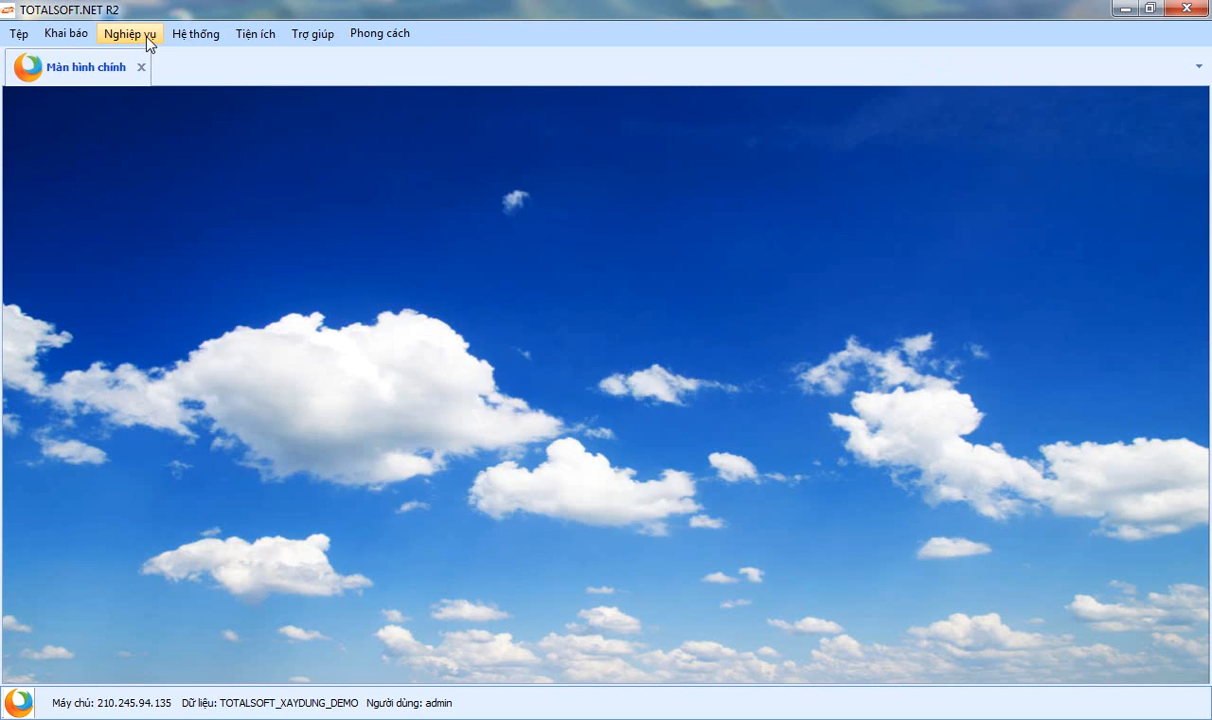 TOTALSOFT.NET R2
Tệp Khai báo Nghiệp vụ Hệ thống Tiện ích Trợ giúp Phong cách
Màn hình chính
Máy chủ: 210.245.94.135 Dữ liệu: TOTALSOFT_XAYDUNG_DEMO Người dùng: admin